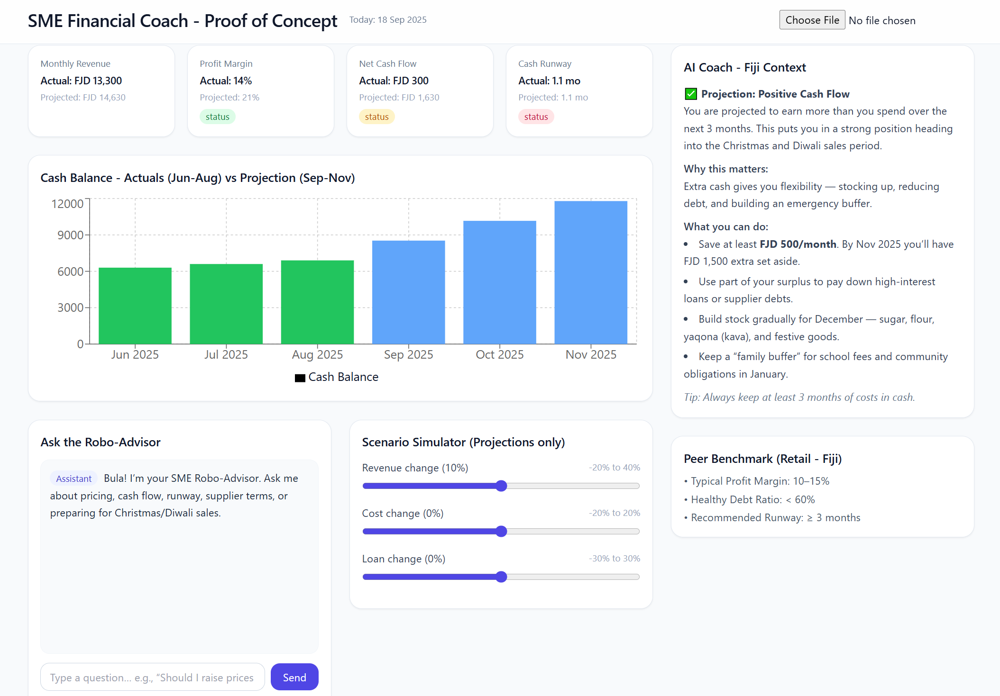 SME Financial Coach - Proof of Concept
Today: 18 Sep 2025
Choose File No file chosen
Monthly Revenue
Actual: FJD 13,300
Projected: FJD 14,630
Profit Margin
Actual: 14%
Projected: 21%
status
Net Cash Flow
Actual: FJD 300
Projected: FJD 1,630
status
Cash Runway
Actual: 1.1 mo
Projected: 1.1 mo
status
Cash Balance - Actuals (Jun-Aug) vs Projection (Sep-Nov)
12000
9000
6000
3000
0
Jun 2025
Jul 2025
Aug 2025
Sep 2025
Oct 2025
Nov 2025
Cash Balance
Ask the Robo-Advisor
Assistant Bula! I’m your SME Robo-Advisor. Ask me
about pricing, cash flow, runway, supplier terms, or
preparing for Christmas/Diwali sales.
Type a question... e.g., “Should I raise prices
Send
Scenario Simulator (Projections only)
Revenue change (10%)
-20% to 40%
Cost change (0%)
-20% to 20%
Loan change (0%)
-30% to 30%
AI Coach - Fiji Context
✅ Projection: Positive Cash Flow
You are projected to earn more than you spend over the
next 3 months. This puts you in a strong position heading
into the Christmas and Diwali sales period.
Why this matters:
Extra cash gives you flexibility — stocking up, reducing
debt, and building an emergency buffer.
What you can do:
• Save at least FJD 500/month. By Nov 2025 you’ll have
FJD 1,500 extra set aside.
• Use part of your surplus to pay down high-interest
loans or supplier debts.
• Build stock gradually for December — sugar, flour,
yaqona (kava), and festive goods.
• Keep a “family buffer” for school fees and community
obligations in January.
Tip: Always keep at least 3 months of costs in cash.
Peer Benchmark (Retail - Fiji)
• Typical Profit Margin: 10–15%
• Healthy Debt Ratio: < 60%
• Recommended Runway: ≥ 3 months